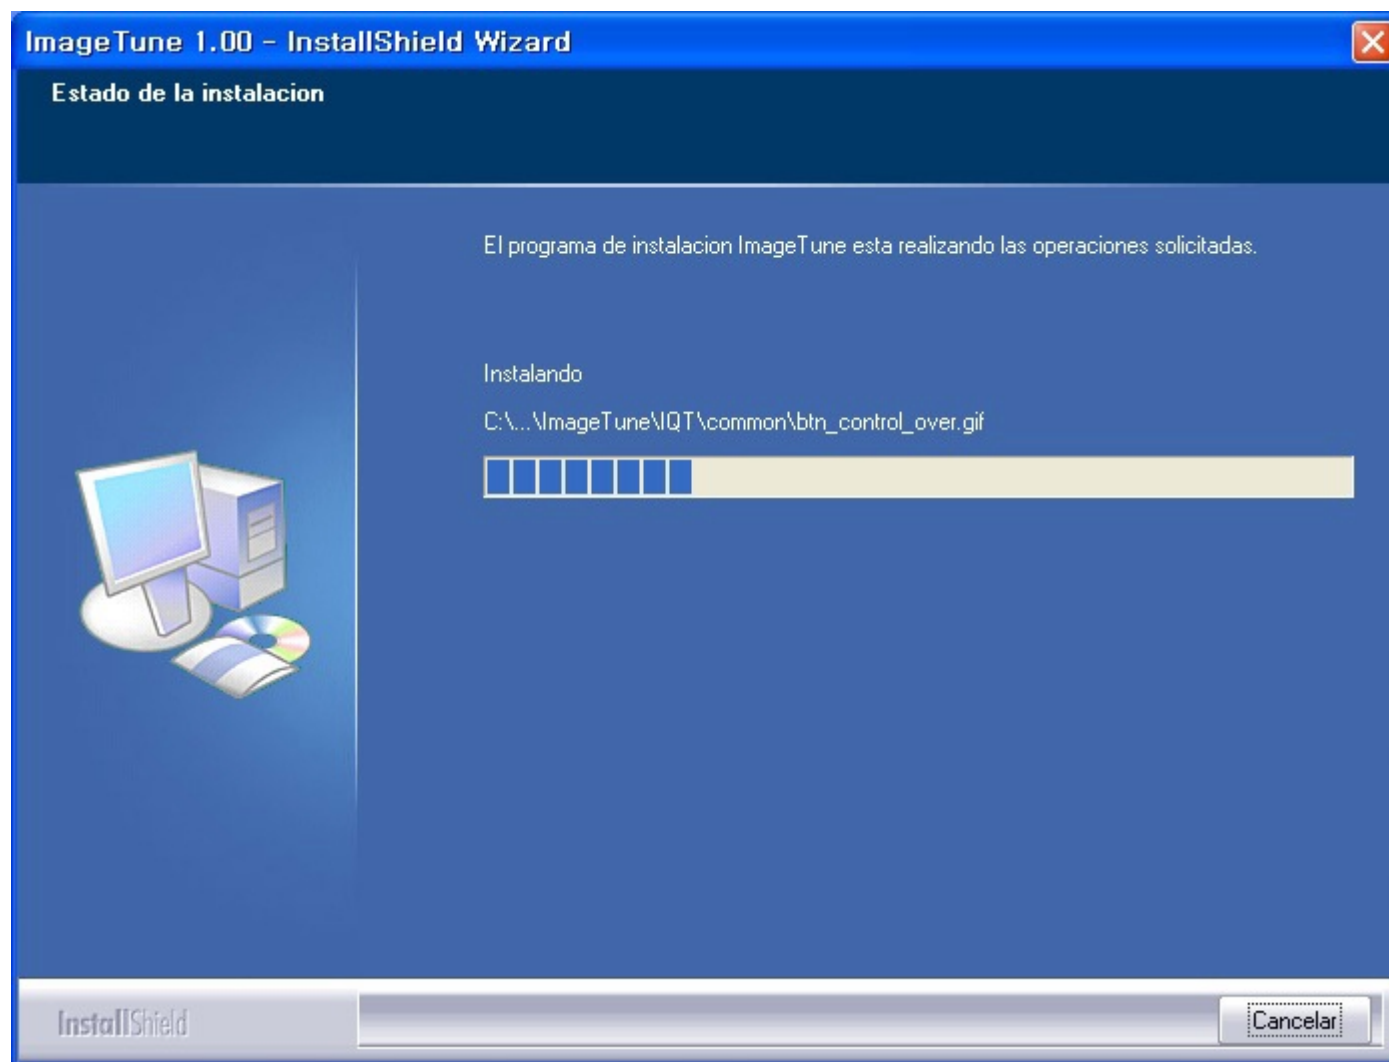 ImageTune 1.00 - InstallShield Wizard
Estado de la instalacion
El programa de instalacion ImageTune esta realizando las operaciones solicitadas.
Instalando
C:\...\ImageTune\IQT\common\btn_control_over.gif
InstallShield
Cancelar